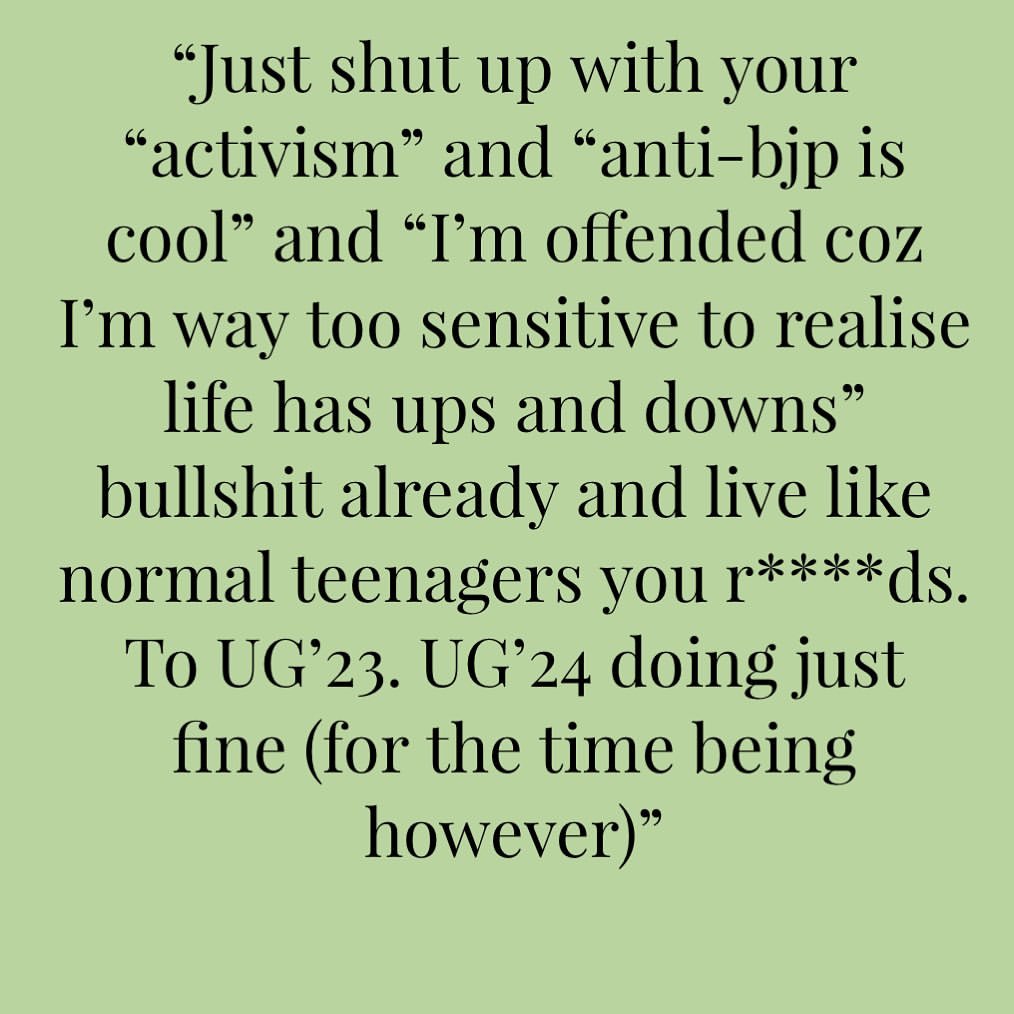 “Just shut up with your
“activism” and “anti-bjp is
cool” and “I’m offended coz
I’m way too sensitive to realise
life has ups and downs”
bullshit already and live like
normal teenagers you r****ds.
To UG’23. UG’24 doing just
fine (for the time being
however)”